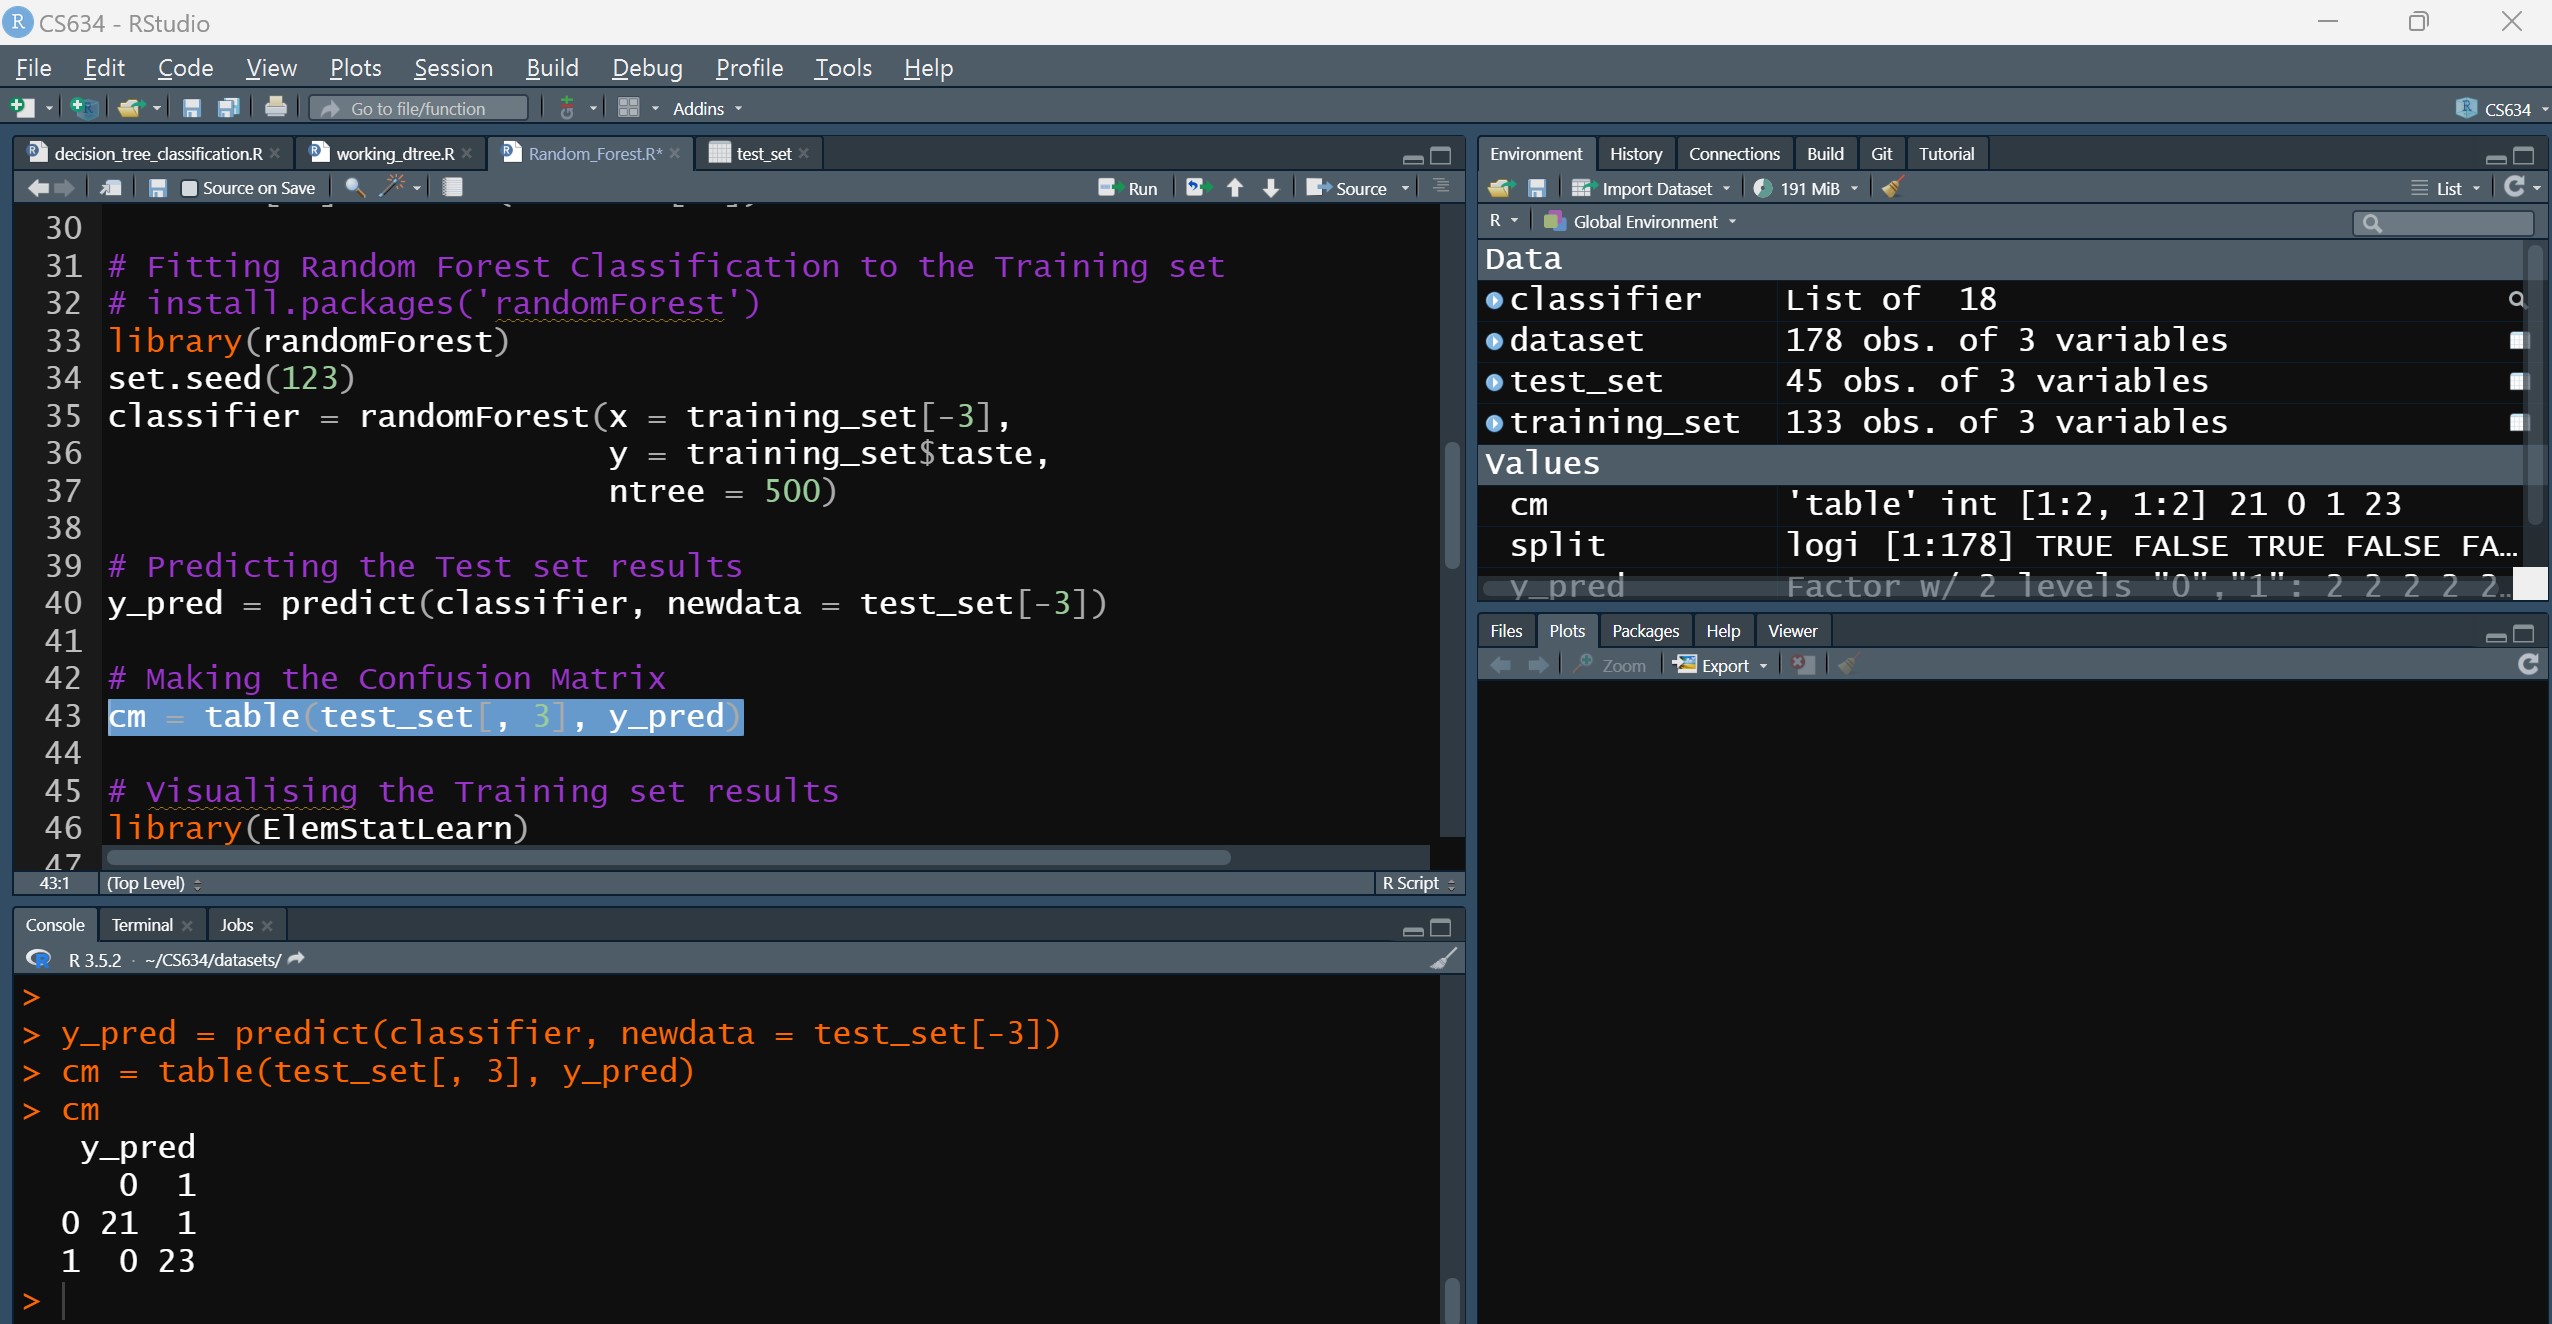 CS634 - RStudio
File Edit Code View Plots Session Build Debug Profile Tools Help
Go to file/function Addins CS634
decision_tree_classification.R working_dtree.R Random_Forest.R* test_set
Source on Save Run Source
30
31 # Fitting Random Forest Classification to the Training set
32 # install.packages('randomForest')
33 library(randomForest)
34 set.seed(123)
35 classifier = randomForest(x = training_set[-3],
36 y = training_set$taste,
37 ntree = 500)
38
39 # Predicting the Test set results
40 y_pred = predict(classifier, newdata = test_set[-3])
41
42 # Making the Confusion Matrix
43 cm = table(test_set[, 3], y_pred)
44
45 # Visualising the Training set results
46 library(ElemStatLearn)
47
43:1 (Top Level) R Script
Console Terminal Jobs
R 3.5.2 · ~/CS634/datasets/
>
> y_pred = predict(classifier, newdata = test_set[-3])
> cm = table(test_set[, 3], y_pred)
> cm
y_pred
0 1
0 21 1
1 0 23
>
Environment History Connections Build Git Tutorial
Import Dataset 191 MiB List
R Global Environment
Data
classifier List of 18
dataset 178 obs. of 3 variables
test_set 45 obs. of 3 variables
training_set 133 obs. of 3 variables
Values
cm 'table' int [1:2, 1:2] 21 0 1 23
split logi [1:178] TRUE FALSE TRUE FALSE FA...
y_pred Factor w/ 2 levels "0","1": 2 2 2 2 2...
Files Plots Packages Help Viewer
Zoom Export